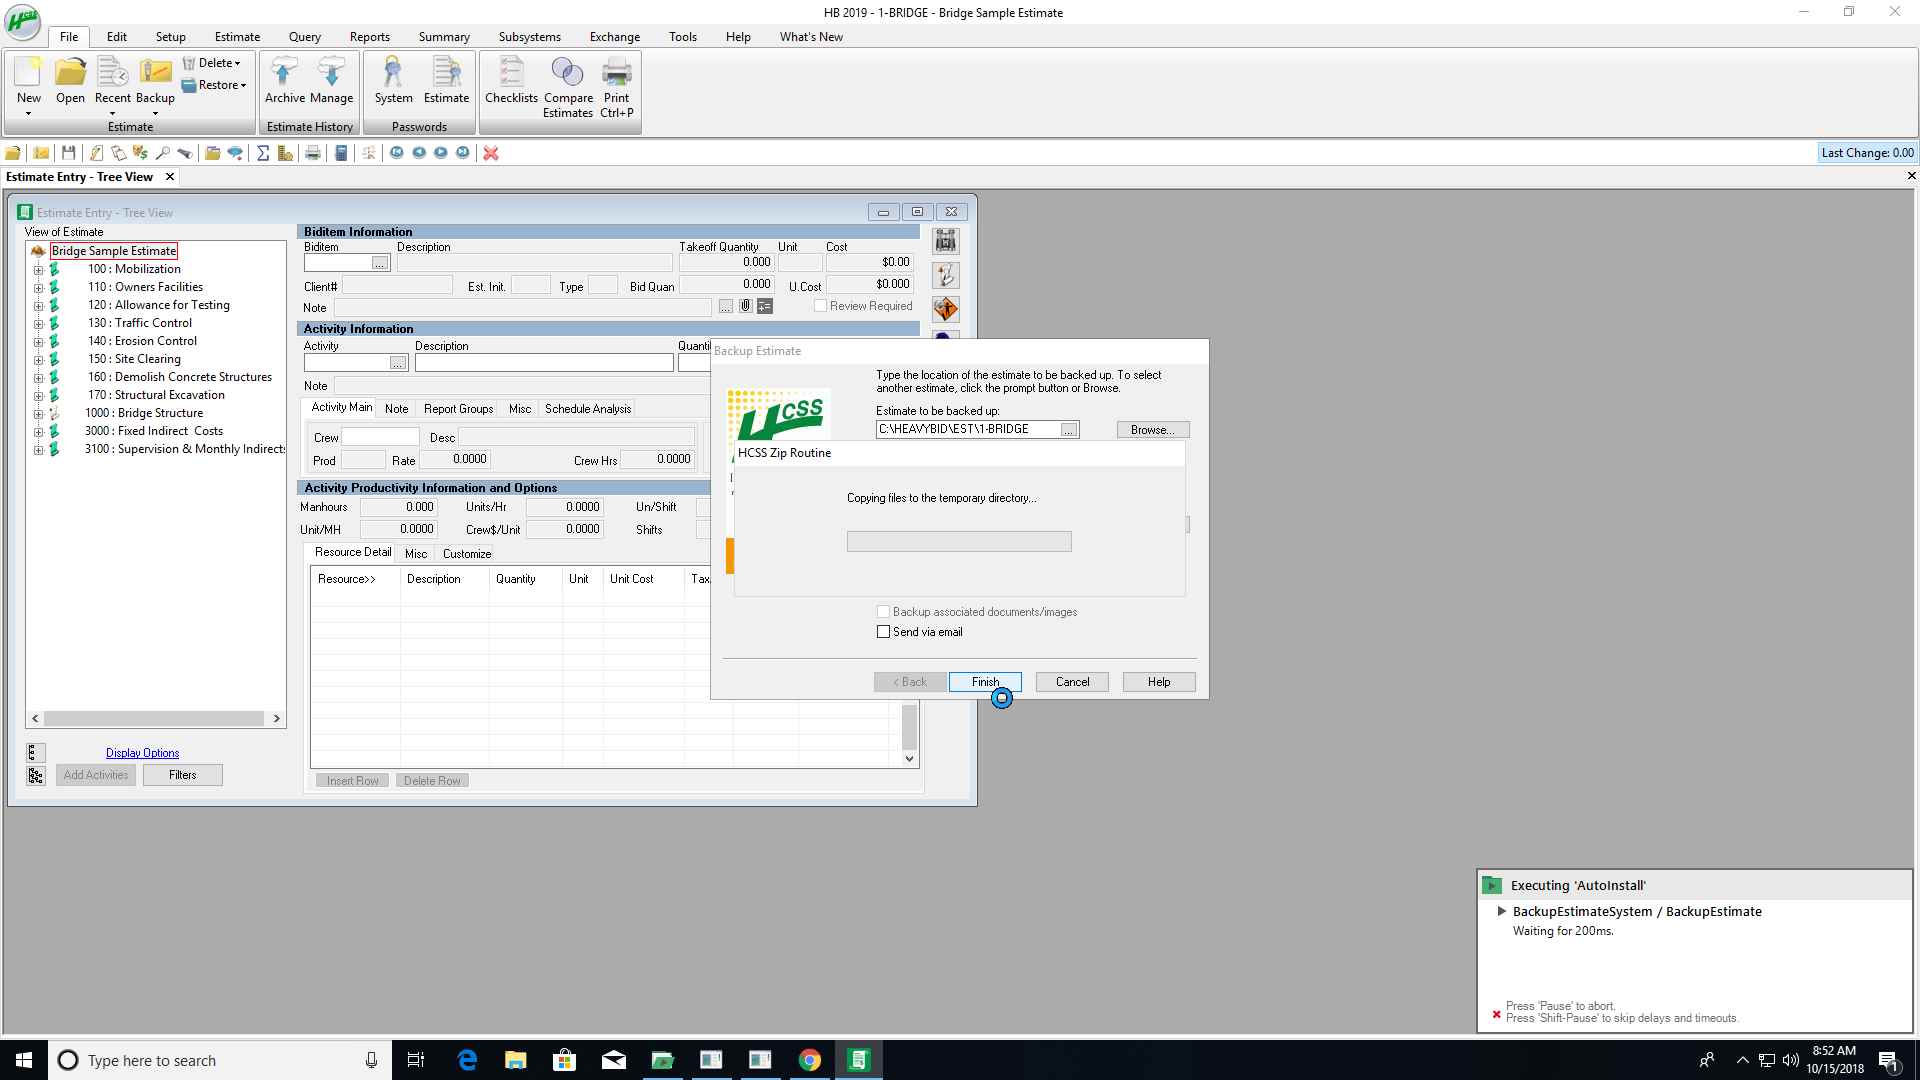 HB 2019 - 1-BRIDGE - Bridge Sample Estimate
File Edit Setup Estimate Query Reports Summary Subsystems Exchange Tools Help What's New
New Open Recent Backup Delete Restore
Estimate
Archive Manage
Estimate History
System Estimate
Passwords
Checklists Compare Estimates Print Ctrl+P
Last Change: 0.00
Estimate Entry - Tree View
Estimate Entry - Tree View
View of Estimate
Bridge Sample Estimate
100 : Mobilization
110 : Owners Facilities
120 : Allowance for Testing
130 : Traffic Control
140 : Erosion Control
150 : Site Clearing
160 : Demolish Concrete Structures
170 : Structural Excavation
1000 : Bridge Structure
3000 : Fixed Indirect Costs
3100 : Supervision & Monthly Indirects
Display Options
Add Activities Filters
Biditem Information
Biditem Description Takeoff Quantity Unit Cost
... 0.000 $0.00
Client# Est. Init. Type Bid Quan 0.000 U.Cost $0.000
Note ... Review Required
Activity Information
Activity Description
...
Note
Activity Main Note Report Groups Misc Schedule Analysis
Crew Desc
Prod Rate 0.0000 Crew Hrs 0.0000
Activity Productivity Information and Options
Manhours 0.000 Units/Hr 0.0000 Un/Shift
Unit/MH 0.0000 Crew$/Unit 0.0000 Shifts
Resource Detail Misc Customize
Resource>> Description Quantity Unit Unit Cost Tax
Insert Row Delete Row
Backup Estimate
Type the location of the estimate to be backed up. To select
another estimate, click the prompt button or Browse.
HCSS
Estimate to be backed up:
C:\HEAVYBID\EST\1-BRIDGE ... Browse...
HCSS Zip Routine
Copying files to the temporary directory...
Backup associated documents/images
Send via email
< Back Finish Cancel Help
Executing 'AutoInstall'
BackupEstimateSystem / BackupEstimate
Waiting for 200ms.
Press 'Pause' to abort.
Press 'Shift-Pause' to skip delays and timeouts.
Type here to search
8:52 AM
10/15/2018
1